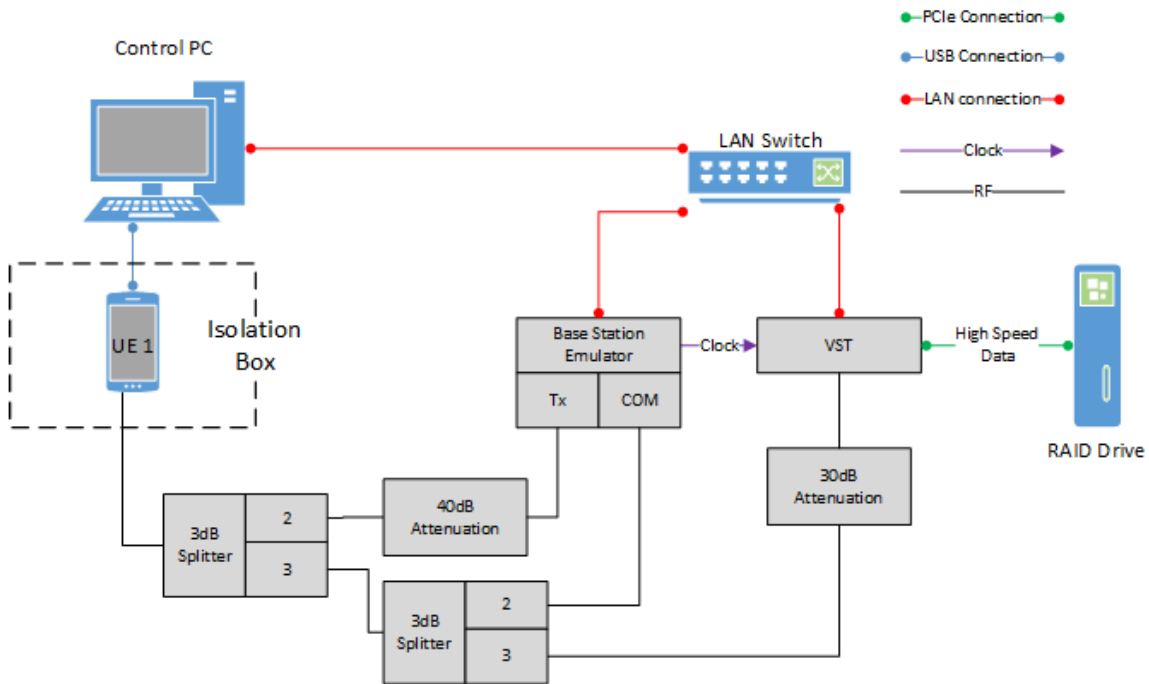 Control PC
PCIe Connection
USB Connection
LAN connection
Clock
RF
LAN Switch
UE 1
Isolation
Box
Base Station
Emulator
Tx
COM
Clock
VST
High Speed
Data
RAID Drive
30dB
Attenuation
40dB
Attenuation
3dB
Splitter
2
3
3dB
Splitter
2
3